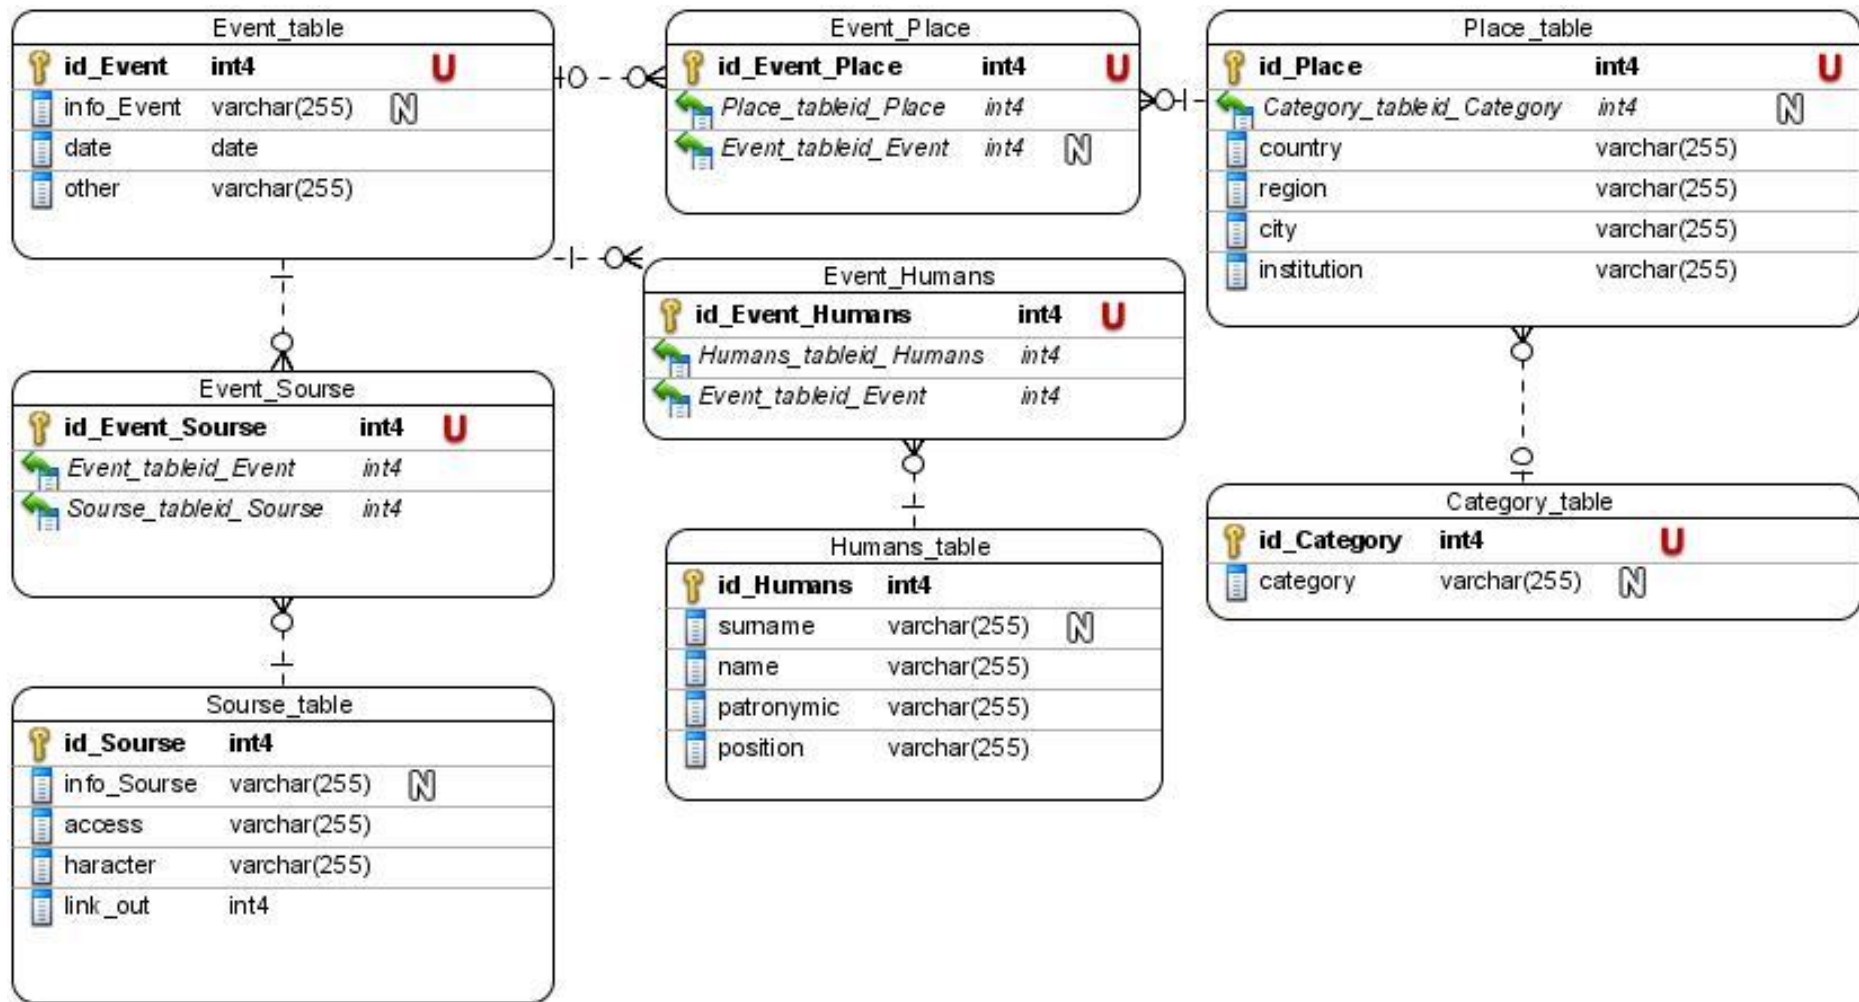 Event_table
id_Event int4 U
info_Event varchar(255) N
date date
other varchar(255)
Event_Place
id_Event_Place int4 U
Place_tableid_Place int4
Event_tableid_Event int4 N
Place_table
id_Place int4 U
Category_tableid_Category int4 N
country varchar(255)
region varchar(255)
city varchar(255)
institution varchar(255)
Event_Humans
id_Event_Humans int4 U
Humans_tableid_Humans int4
Event_tableid_Event int4
Event_Sourse
id_Event_Sourse int4 U
Event_tableid_Event int4
Sourse_tableid_Sourse int4
Category_table
id_Category int4 U
category varchar(255) N
Humans_table
id_Humans int4
surname varchar(255) N
name varchar(255)
patronymic varchar(255)
position varchar(255)
Sourse_table
id_Sourse int4
info_Sourse varchar(255) N
access varchar(255)
haracter varchar(255)
link_out int4